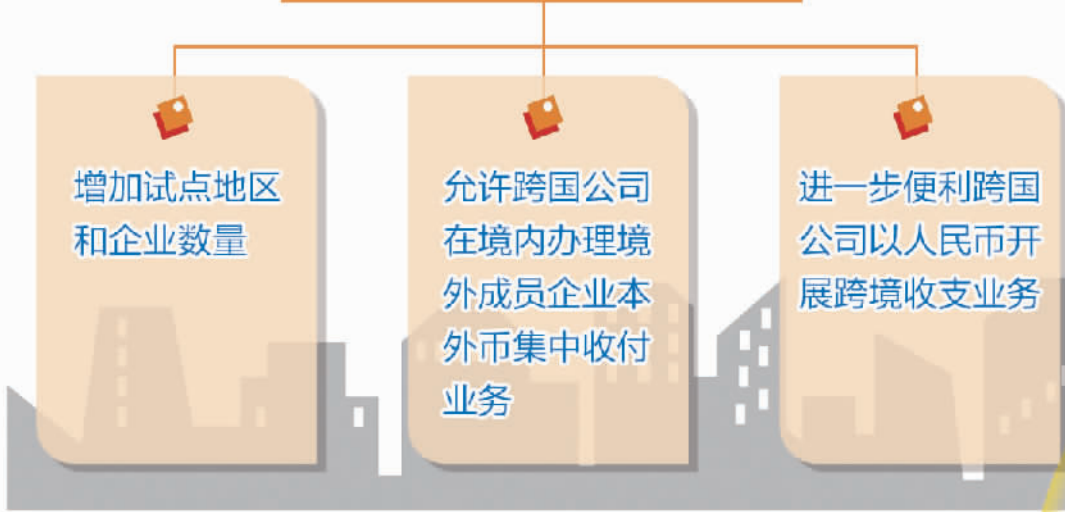 增加试点地区
和企业数量
允许跨国公司
在境内办理境
外成员企业本
外币集中收付
业务
进一步便利跨国
公司以人民币开
展跨境收支业务